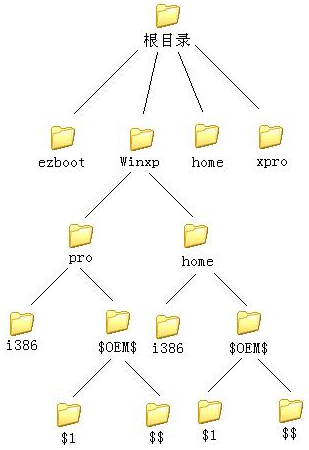 根目录
ezboot Winxp home xpro
pro home
i386 $OEM$ i386 $OEM$
$1 $$ $1 $$